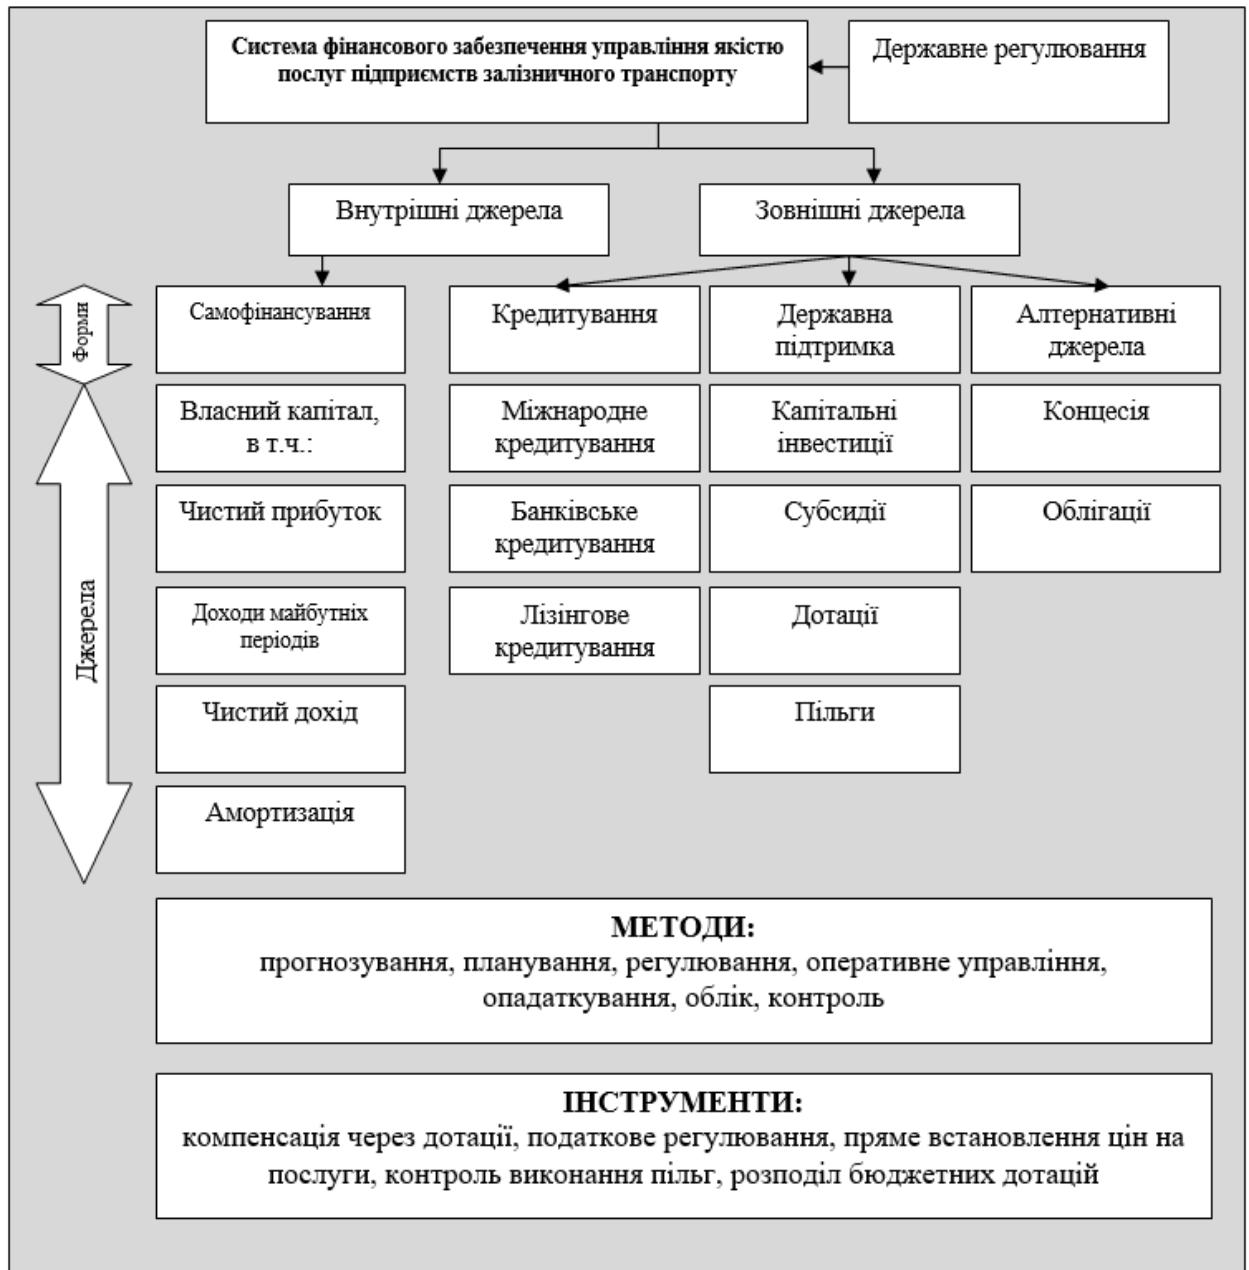 Система фінансового забезпечення управління якістю
послуг підприємств залізничного транспорту
Державне регулювання
Внутрішні джерела
Зовнішні джерела
Форми
Самофінансування
Кредитування
Державна
підтримка
Алтернативні
джерела
Джерела
Власний капітал,
в т.ч.:
Міжнародне
кредитування
Капітальні
інвестиції
Концесія
Чистий прибуток
Банківське
кредитування
Субсидії
Облігації
Доходи майбутніх
періодів
Лізінгове
кредитування
Дотації
Чистий дохід
Пільги
Амортизація
МЕТОДИ:
прогнозування, планування, регулювання, оперативне управління,
опадаткування, облік, контроль
ІНСТРУМЕНТИ:
компенсація через дотації, податкове регулювання, пряме встановлення цін на
послуги, контроль виконання пільг, розподіл бюджетних дотацій